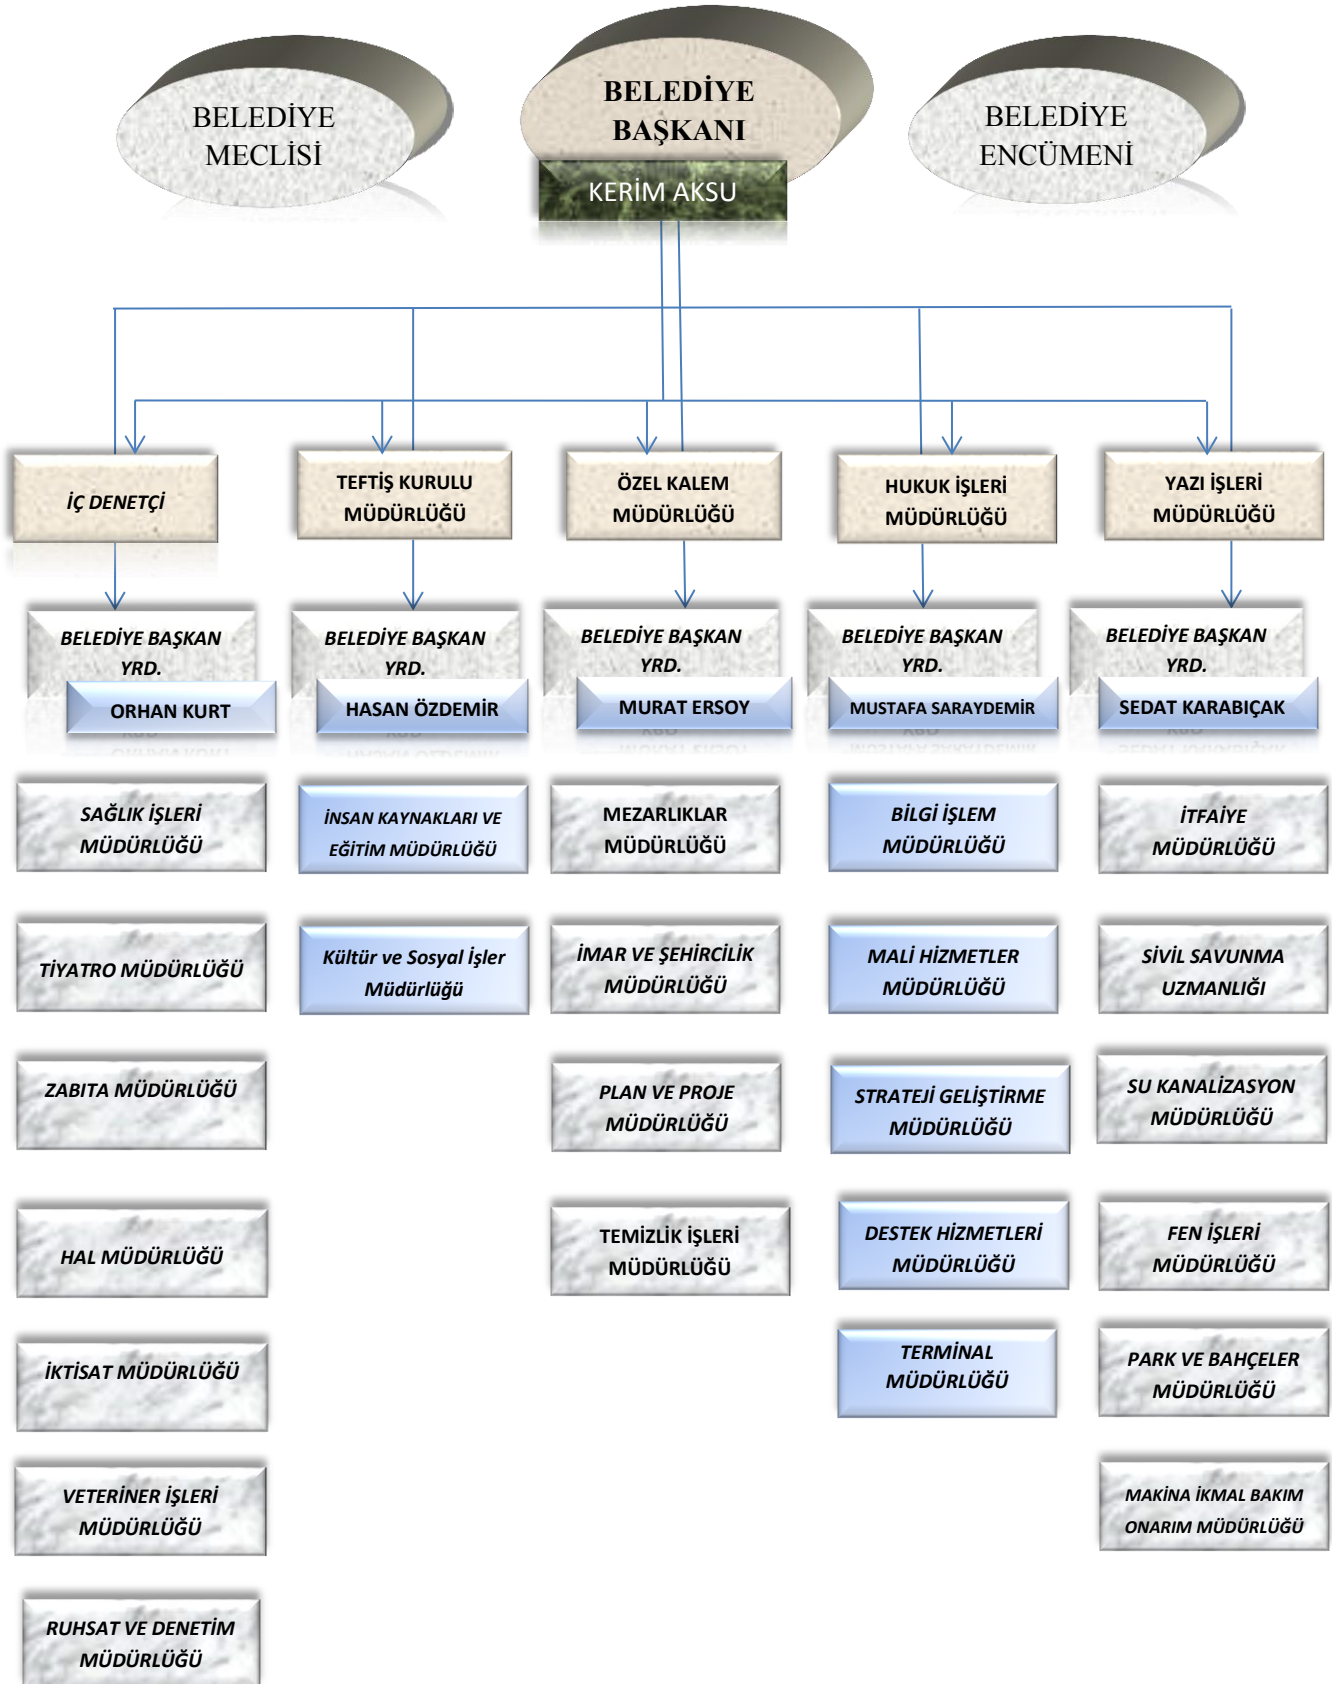 BELEDİYE
MECLİSİ
BELEDİYE
BAŞKANI
KERİM AKSU
BELEDİYE
ENCÜMENİ
İÇ DENETÇİ
TEFTİŞ KURULU
MÜDÜRLÜĞÜ
ÖZEL KALEM
MÜDÜRLÜĞÜ
HUKUK İŞLERİ
MÜDÜRLÜĞÜ
YAZI İŞLERİ
MÜDÜRLÜĞÜ
BELEDİYE BAŞKAN
YRD.
ORHAN KURT
BELEDİYE BAŞKAN
YRD.
HASAN ÖZDEMİR
BELEDİYE BAŞKAN
YRD.
MURAT ERSOY
BELEDİYE BAŞKAN
YRD.
MUSTAFA SARAYDEMİR
BELEDİYE BAŞKAN
YRD.
SEDAT KARABIÇAK
SAĞLIK İŞLERİ
MÜDÜRLÜĞÜ
İNSAN KAYNAKLARI VE
EĞİTİM MÜDÜRLÜĞÜ
MEZARLIKLAR
MÜDÜRLÜĞÜ
BİLGİ İŞLEM
MÜDÜRLÜĞÜ
İTFAİYE
MÜDÜRLÜĞÜ
TİYATRO MÜDÜRLÜĞÜ
Kültür ve Sosyal İşler
Müdürlüğü
İMAR VE ŞEHİRCİLİK
MÜDÜRLÜĞÜ
MALİ HİZMETLER
MÜDÜRLÜĞÜ
SİVİL SAVUNMA
UZMANLIĞI
ZABITA MÜDÜRLÜĞÜ
PLAN VE PROJE
MÜDÜRLÜĞÜ
STRATEJİ GELİŞTİRME
MÜDÜRLÜĞÜ
SU KANALİZASYON
MÜDÜRLÜĞÜ
HAL MÜDÜRLÜĞÜ
TEMİZLİK İŞLERİ
MÜDÜRLÜĞÜ
DESTEK HİZMETLERİ
MÜDÜRLÜĞÜ
FEN İŞLERİ
MÜDÜRLÜĞÜ
İKTİSAT MÜDÜRLÜĞÜ
TERMİNAL
MÜDÜRLÜĞÜ
PARK VE BAHÇELER
MÜDÜRLÜĞÜ
VETERİNER İŞLERİ
MÜDÜRLÜĞÜ
MAKİNA İKMAL BAKIM
ONARIM MÜDÜRLÜĞÜ
RUHSAT VE DENETİM
MÜDÜRLÜĞÜ